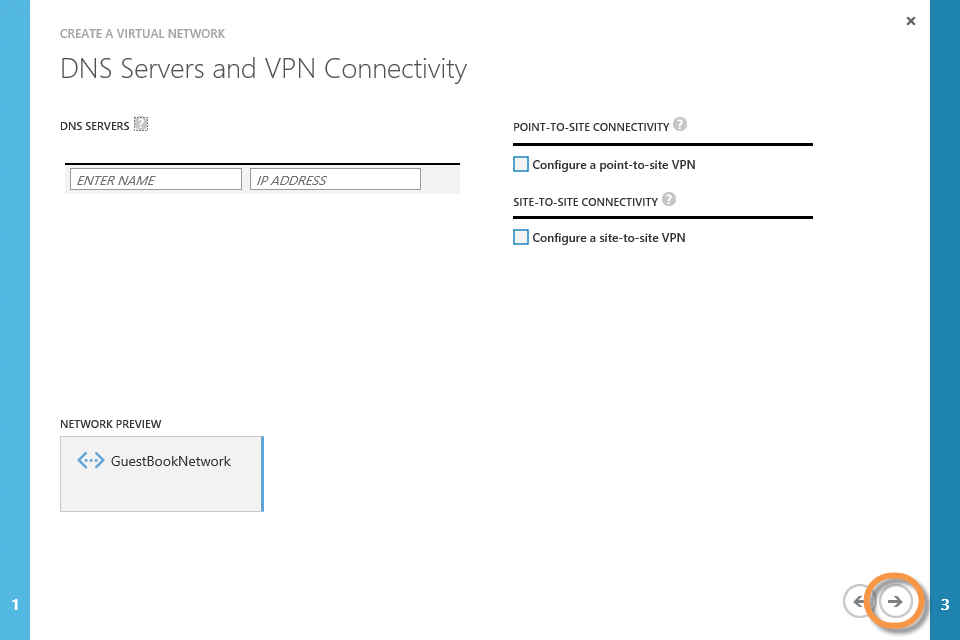 CREATE A VIRTUAL NETWORK
DNS Servers and VPN Connectivity
DNS SERVERS ?
ENTER NAME
IP ADDRESS
POINT-TO-SITE CONNECTIVITY ?
Configure a point-to-site VPN
SITE-TO-SITE CONNECTIVITY ?
Configure a site-to-site VPN
NETWORK PREVIEW
GuestBookNetwork
1
3